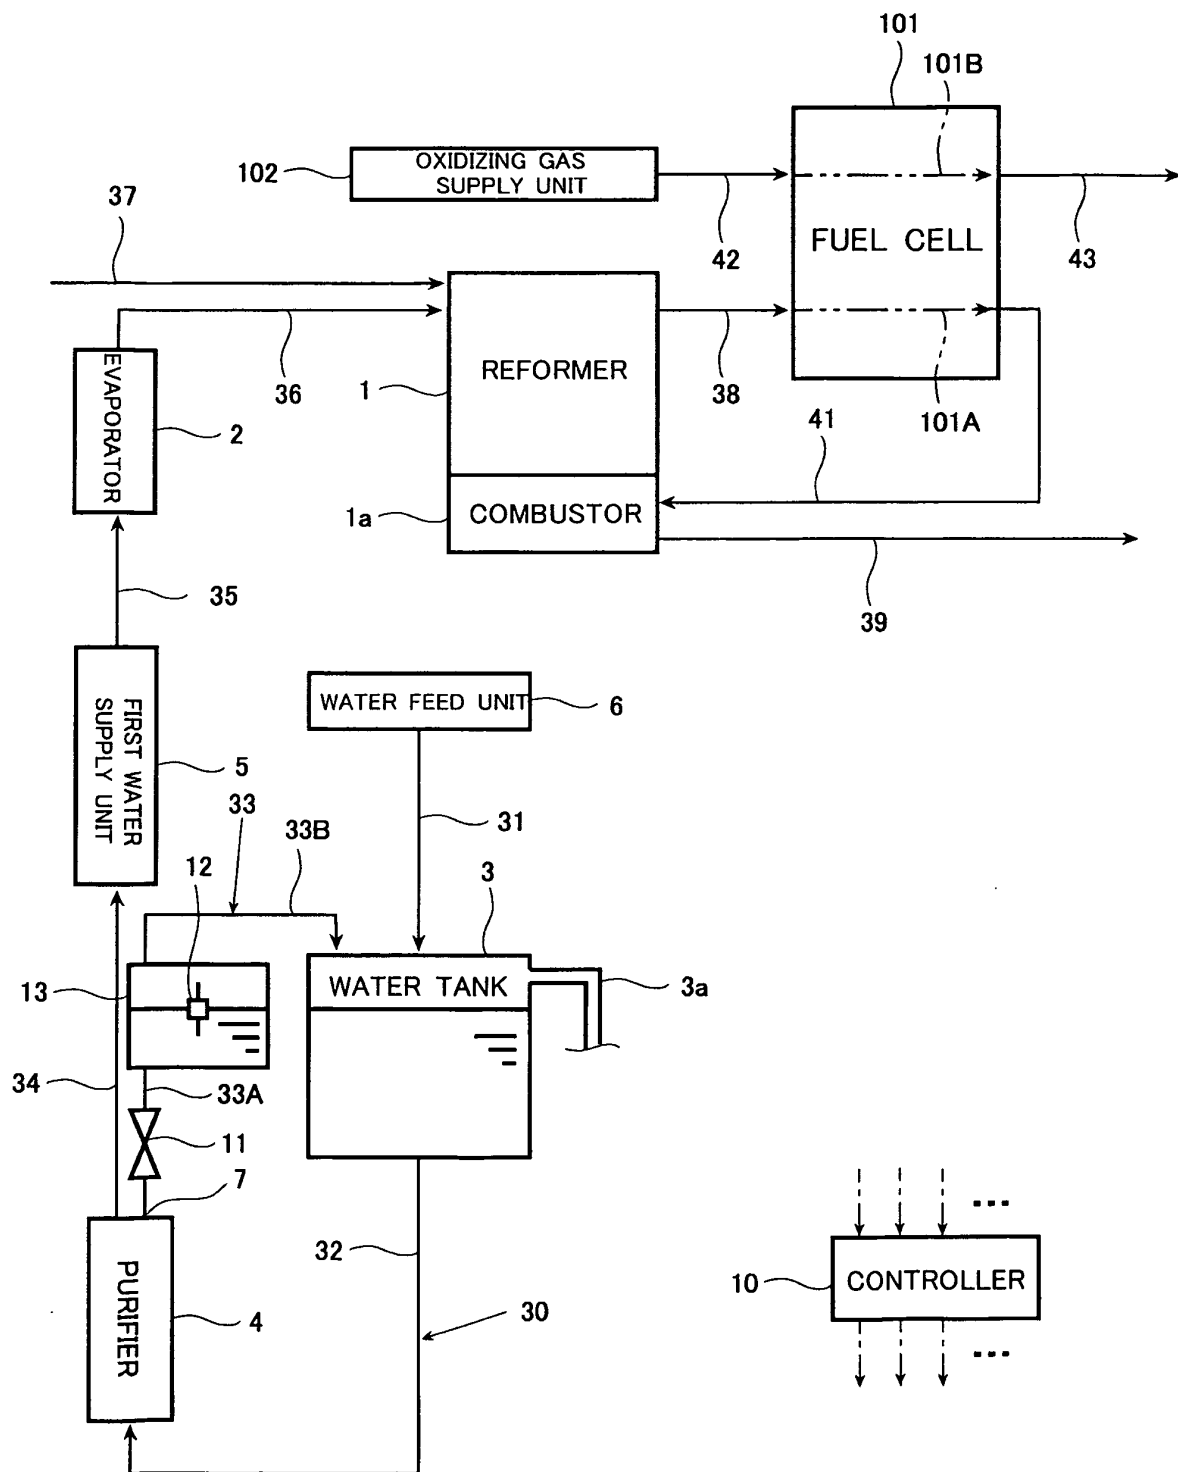 101
101B
OXIDIZING GAS
SUPPLY UNIT
102
37
42
FUEL CELL
43
EVAPORATOR
36
REFORMER
1
38
101A
2
41
1a
COMBUSTOR
35
39
WATER FEED UNIT
6
FIRST WATER
SUPPLY UNIT
5
33
33B
31
12
3
13
WATER TANK
3a
34
33A
11
7
32
10
CONTROLLER
PURIFIER
4
30